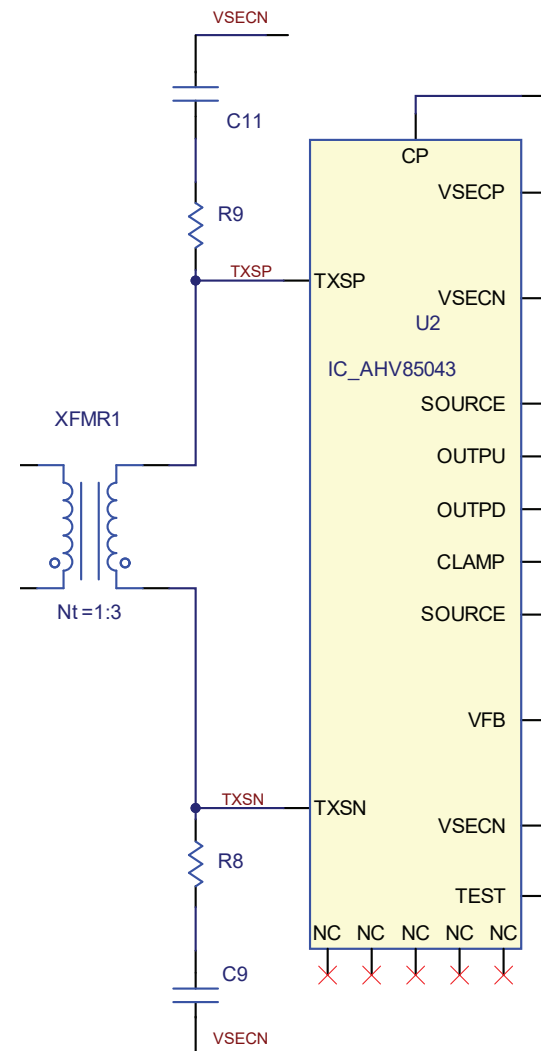 VSECN
C11
CP
VSECP
R9
TXSP
TXSP
VSECN
U2
IC_AHV85043
SOURCE
XFMR1
OUTPU
OUTPD
CLAMP
Nt=1:3
SOURCE
VFB
TXSN
TXSN
VSECN
R8
TEST
NC NC NC NC NC
C9
VSECN